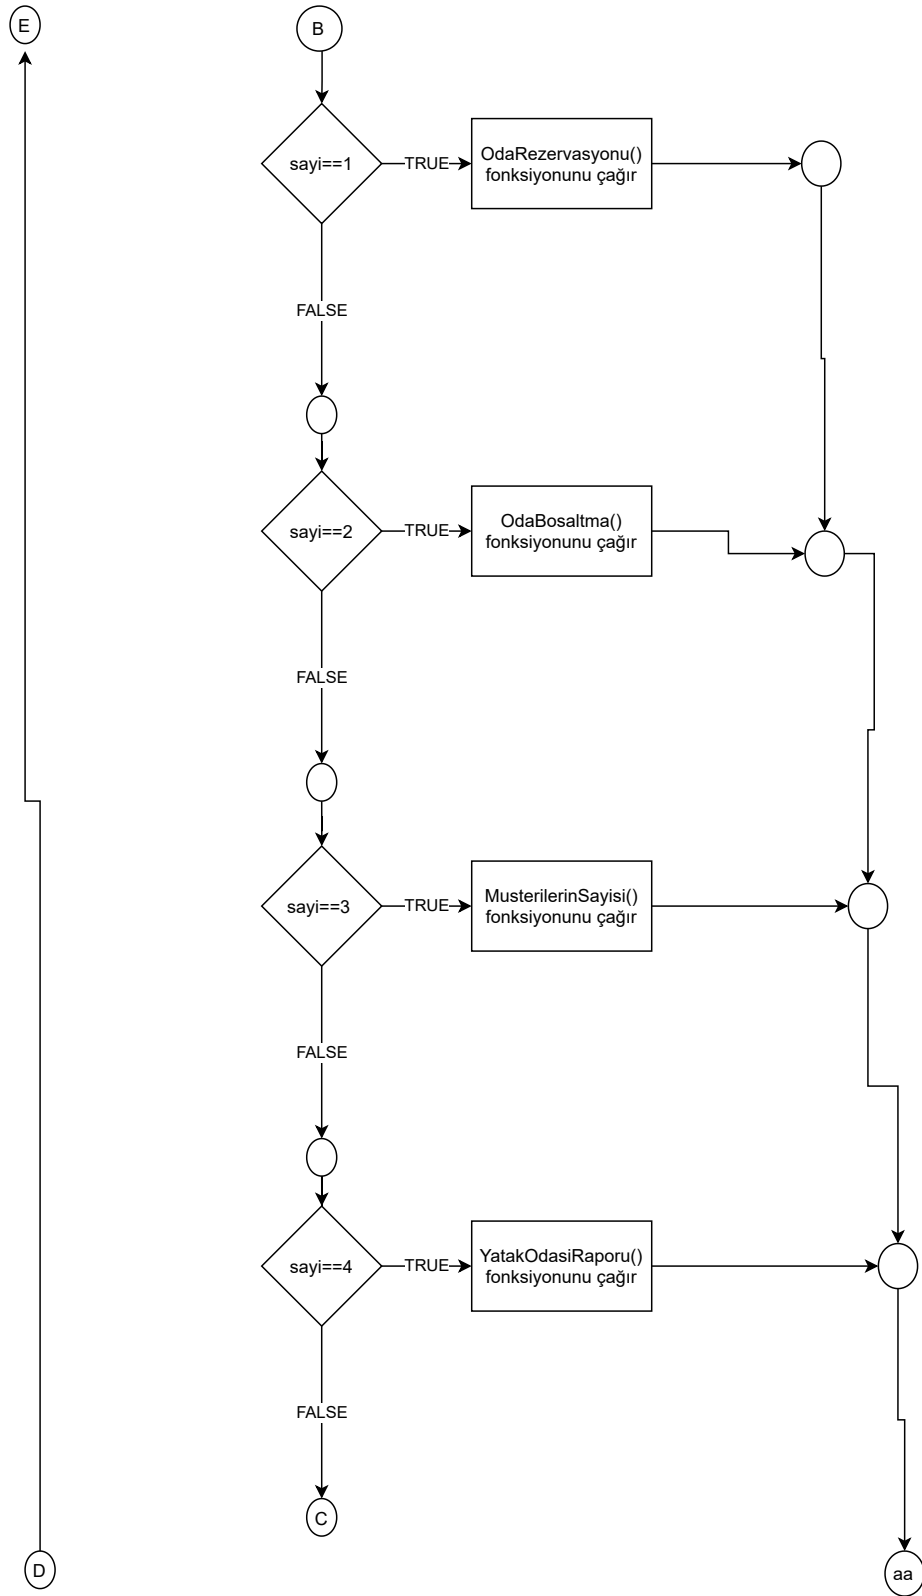 E
B
sayi==1
TRUE
OdaRezervasyonu()
fonksiyonunu çağır
FALSE
sayi==2
TRUE
OdaBosaltma()
fonksiyonunu çağır
FALSE
sayi==3
TRUE
MusterilerinSayisi()
fonksiyonunu çağır
FALSE
sayi==4
TRUE
YatakOdasiRaporu()
fonksiyonunu çağır
FALSE
C
D
aa